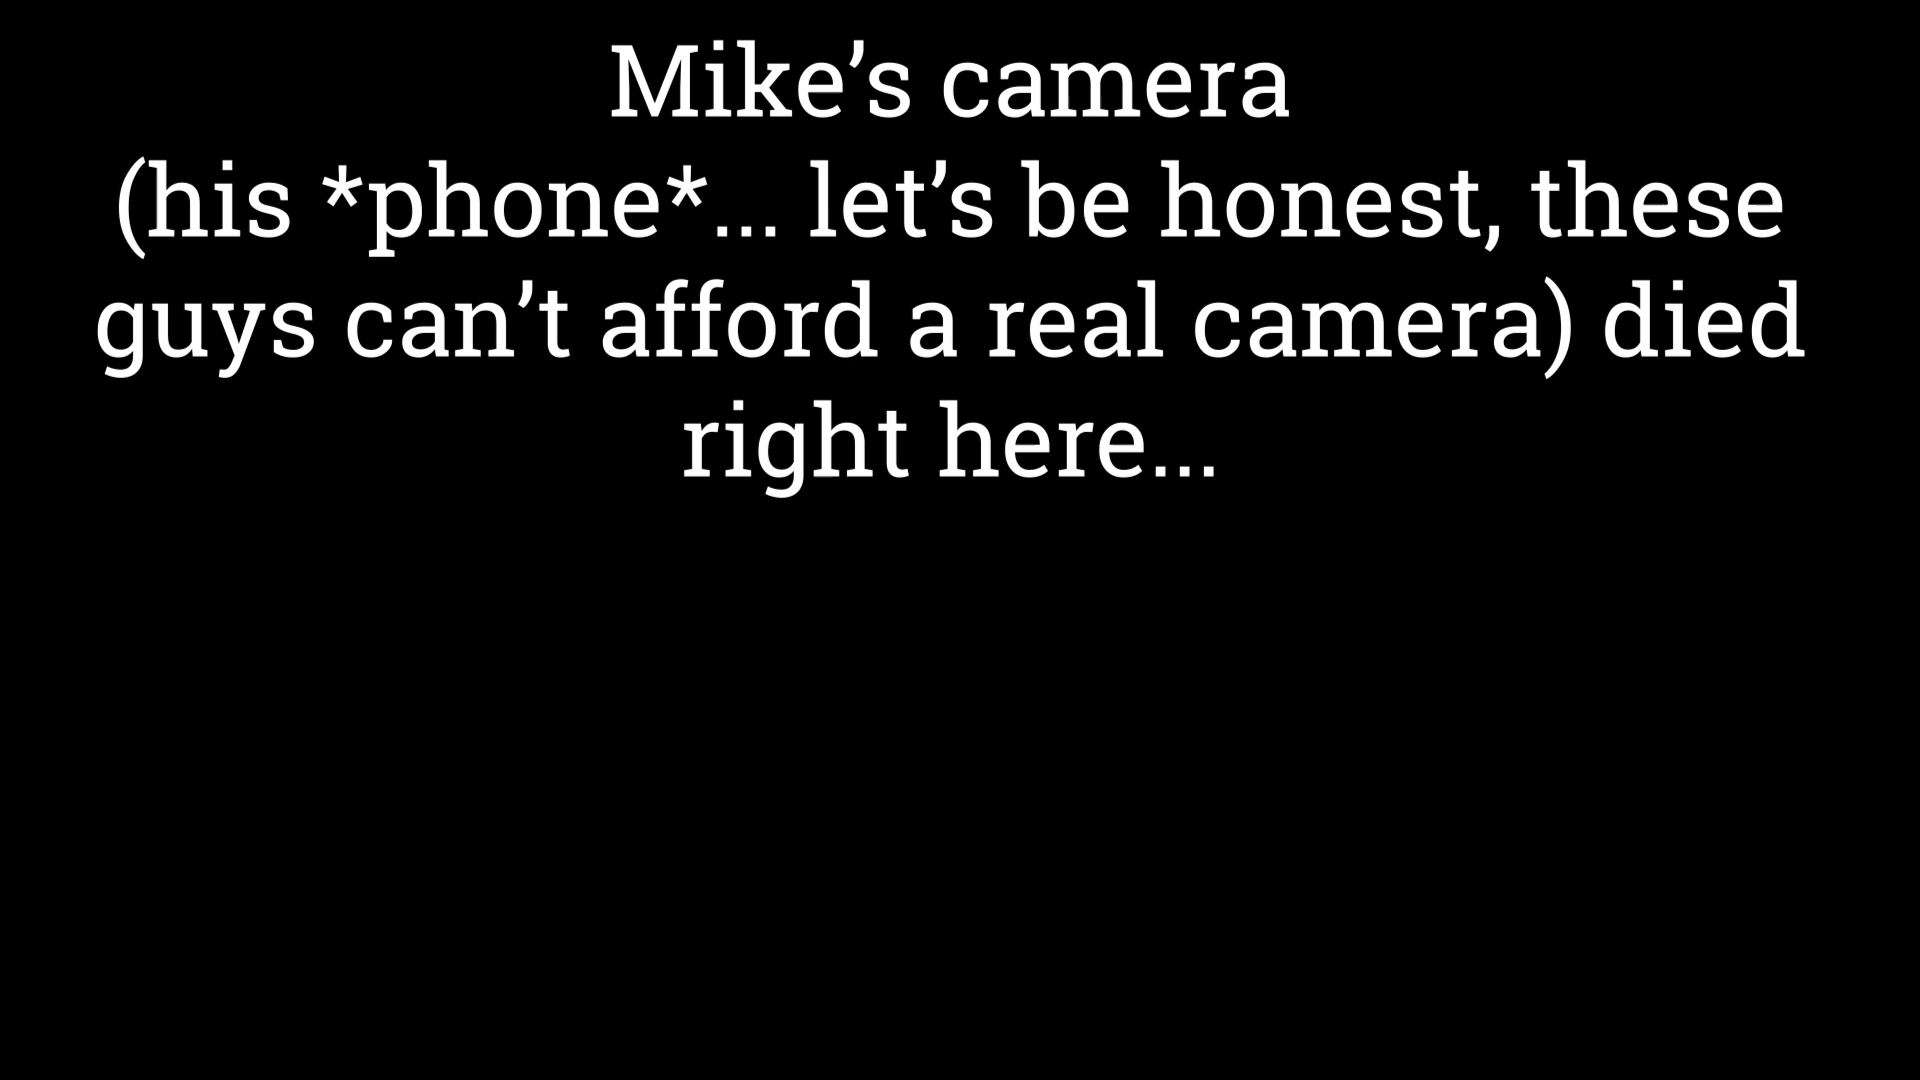 Mike’s camera
(his *phone*... let’s be honest, these
guys can’t afford a real camera) died
right here...